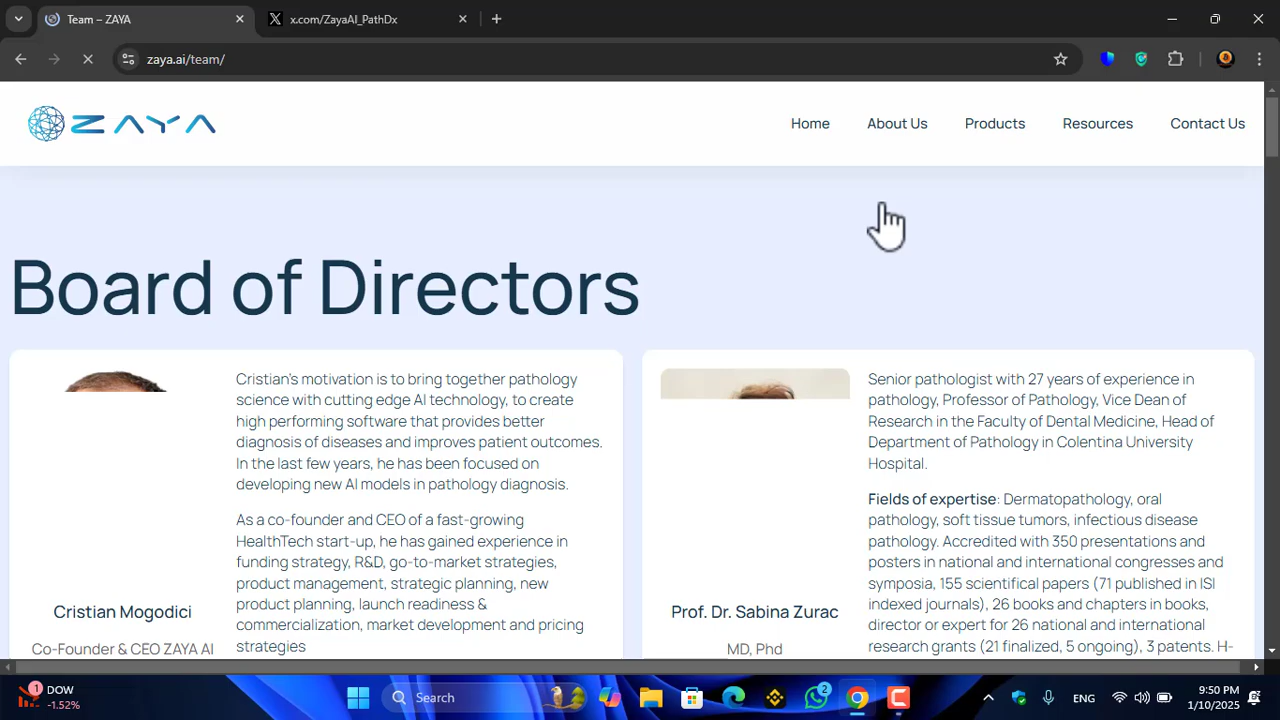 Team – ZAYA
x.com/ZayaAI_PathDx
zaya.ai/team/
ZAYA
Home
About Us
Products
Resources
Contact Us
Board of Directors
Cristian's motivation is to bring together pathology
science with cutting edge AI technology, to create
high performing software that provides better
diagnosis of diseases and improves patient outcomes.
In the last few years, he has been focused on
developing new AI models in pathology diagnosis.
As a co-founder and CEO of a fast-growing
HealthTech start-up, he has gained experience in
funding strategy, R&D, go-to-market strategies,
product management, strategic planning, new
product planning, launch readiness &
commercialization, market development and pricing
strategies
Cristian Mogodici
Co-Founder & CEO ZAYA AI
Senior pathologist with 27 years of experience in
pathology, Professor of Pathology, Vice Dean of
Research in the Faculty of Dental Medicine, Head of
Department of Pathology in Colentina University
Hospital.
Fields of expertise: Dermatopathology, oral
pathology, soft tissue tumors, infectious disease
pathology. Accredited with 350 presentations and
posters in national and international congresses and
symposia, 155 scientifical papers (71 published in ISI
indexed journals), 26 books and chapters in books,
director or expert for 26 national and international
research grants (21 finalized, 5 ongoing), 3 patents. H-
Prof. Dr. Sabina Zurac
MD, Phd
1
DOW
-1.52%
Search
2
ENG
9:50 PM
1/10/2025